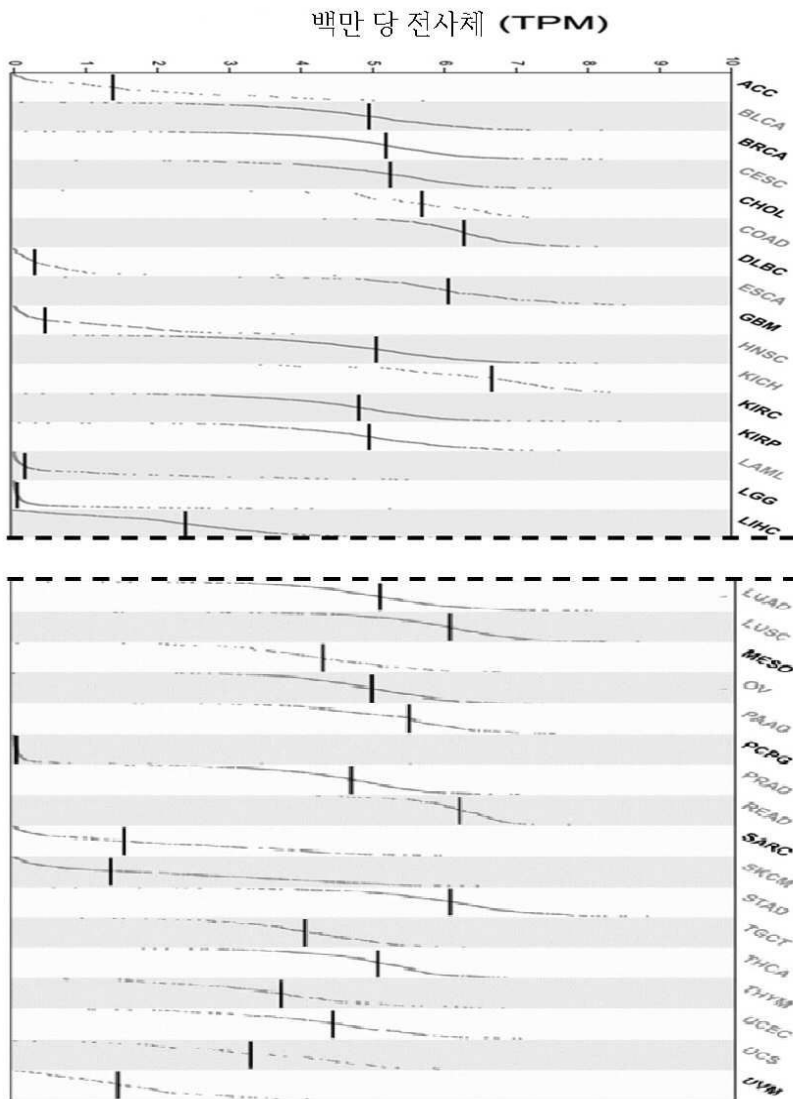 백만 당 전사체 (TPM)
0 1 2 3 4 5 6 7 8 9 10
ACC
BLCA
BRCA
CESC
CHOL
COAD
DLBC
ESCA
GBM
HNSC
KICH
KIRC
KIRP
LAML
LGG
LIHC
LUAD
LUSC
MESO
OV
PAAG
PCPG
PRAD
READ
SARC
SKCM
STAD
TGCT
THCA
THYM
UCEC
UCS
UVM